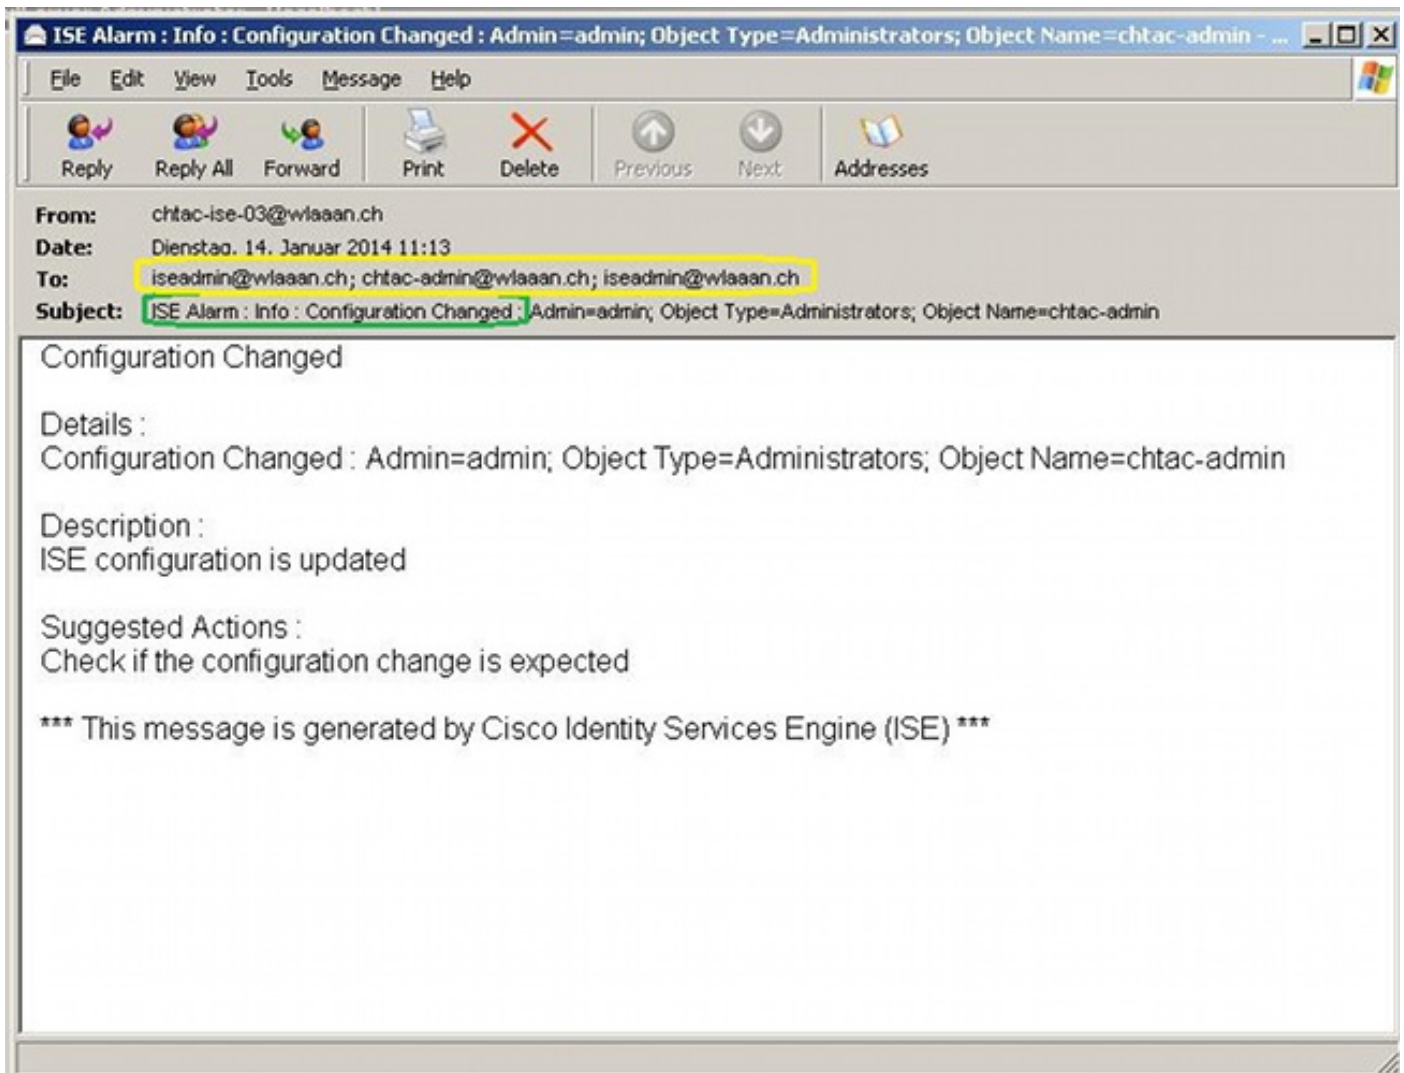 ISE Alarm : Info : Configuration Changed : Admin=admin; Object Type=Administrators; Object Name=chtac-admin - ...
File Edit View Tools Message Help
Reply Reply All Forward Print Delete Previous Next Addresses
From: chtac-ise-03@wlaaan.ch
Date: Dienstag, 14. Januar 2014 11:13
To: iseadmin@wlaaan.ch; chtac-admin@wlaaan.ch; iseadmin@wlaaan.ch
Subject: ISE Alarm : Info : Configuration Changed : Admin=admin; Object Type=Administrators; Object Name=chtac-admin
Configuration Changed
Details :
Configuration Changed : Admin=admin; Object Type=Administrators; Object Name=chtac-admin
Description :
ISE configuration is updated
Suggested Actions :
Check if the configuration change is expected
*** This message is generated by Cisco Identity Services Engine (ISE) ***